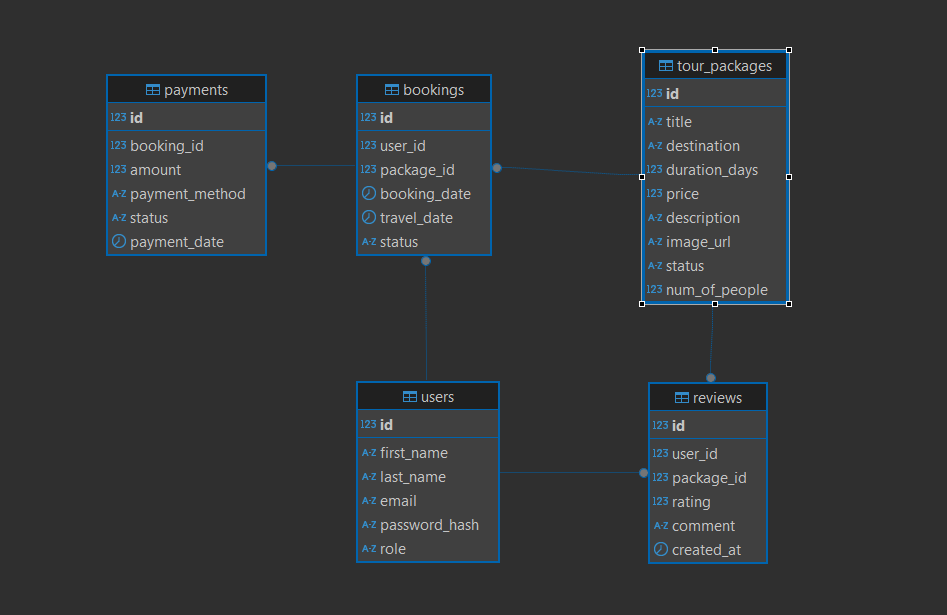 payments
123 id
123 booking_id
123 amount
A-Z payment_method
A-Z status
payment_date
bookings
123 id
123 user_id
123 package_id
booking_date
travel_date
A-Z status
tour_packages
123 id
A-Z title
A-Z destination
123 duration_days
123 price
A-Z description
A-Z image_url
A-Z status
123 num_of_people
users
123 id
A-Z first_name
A-Z last_name
A-Z email
A-Z password_hash
A-Z role
reviews
123 id
123 user_id
123 package_id
123 rating
A-Z comment
created_at